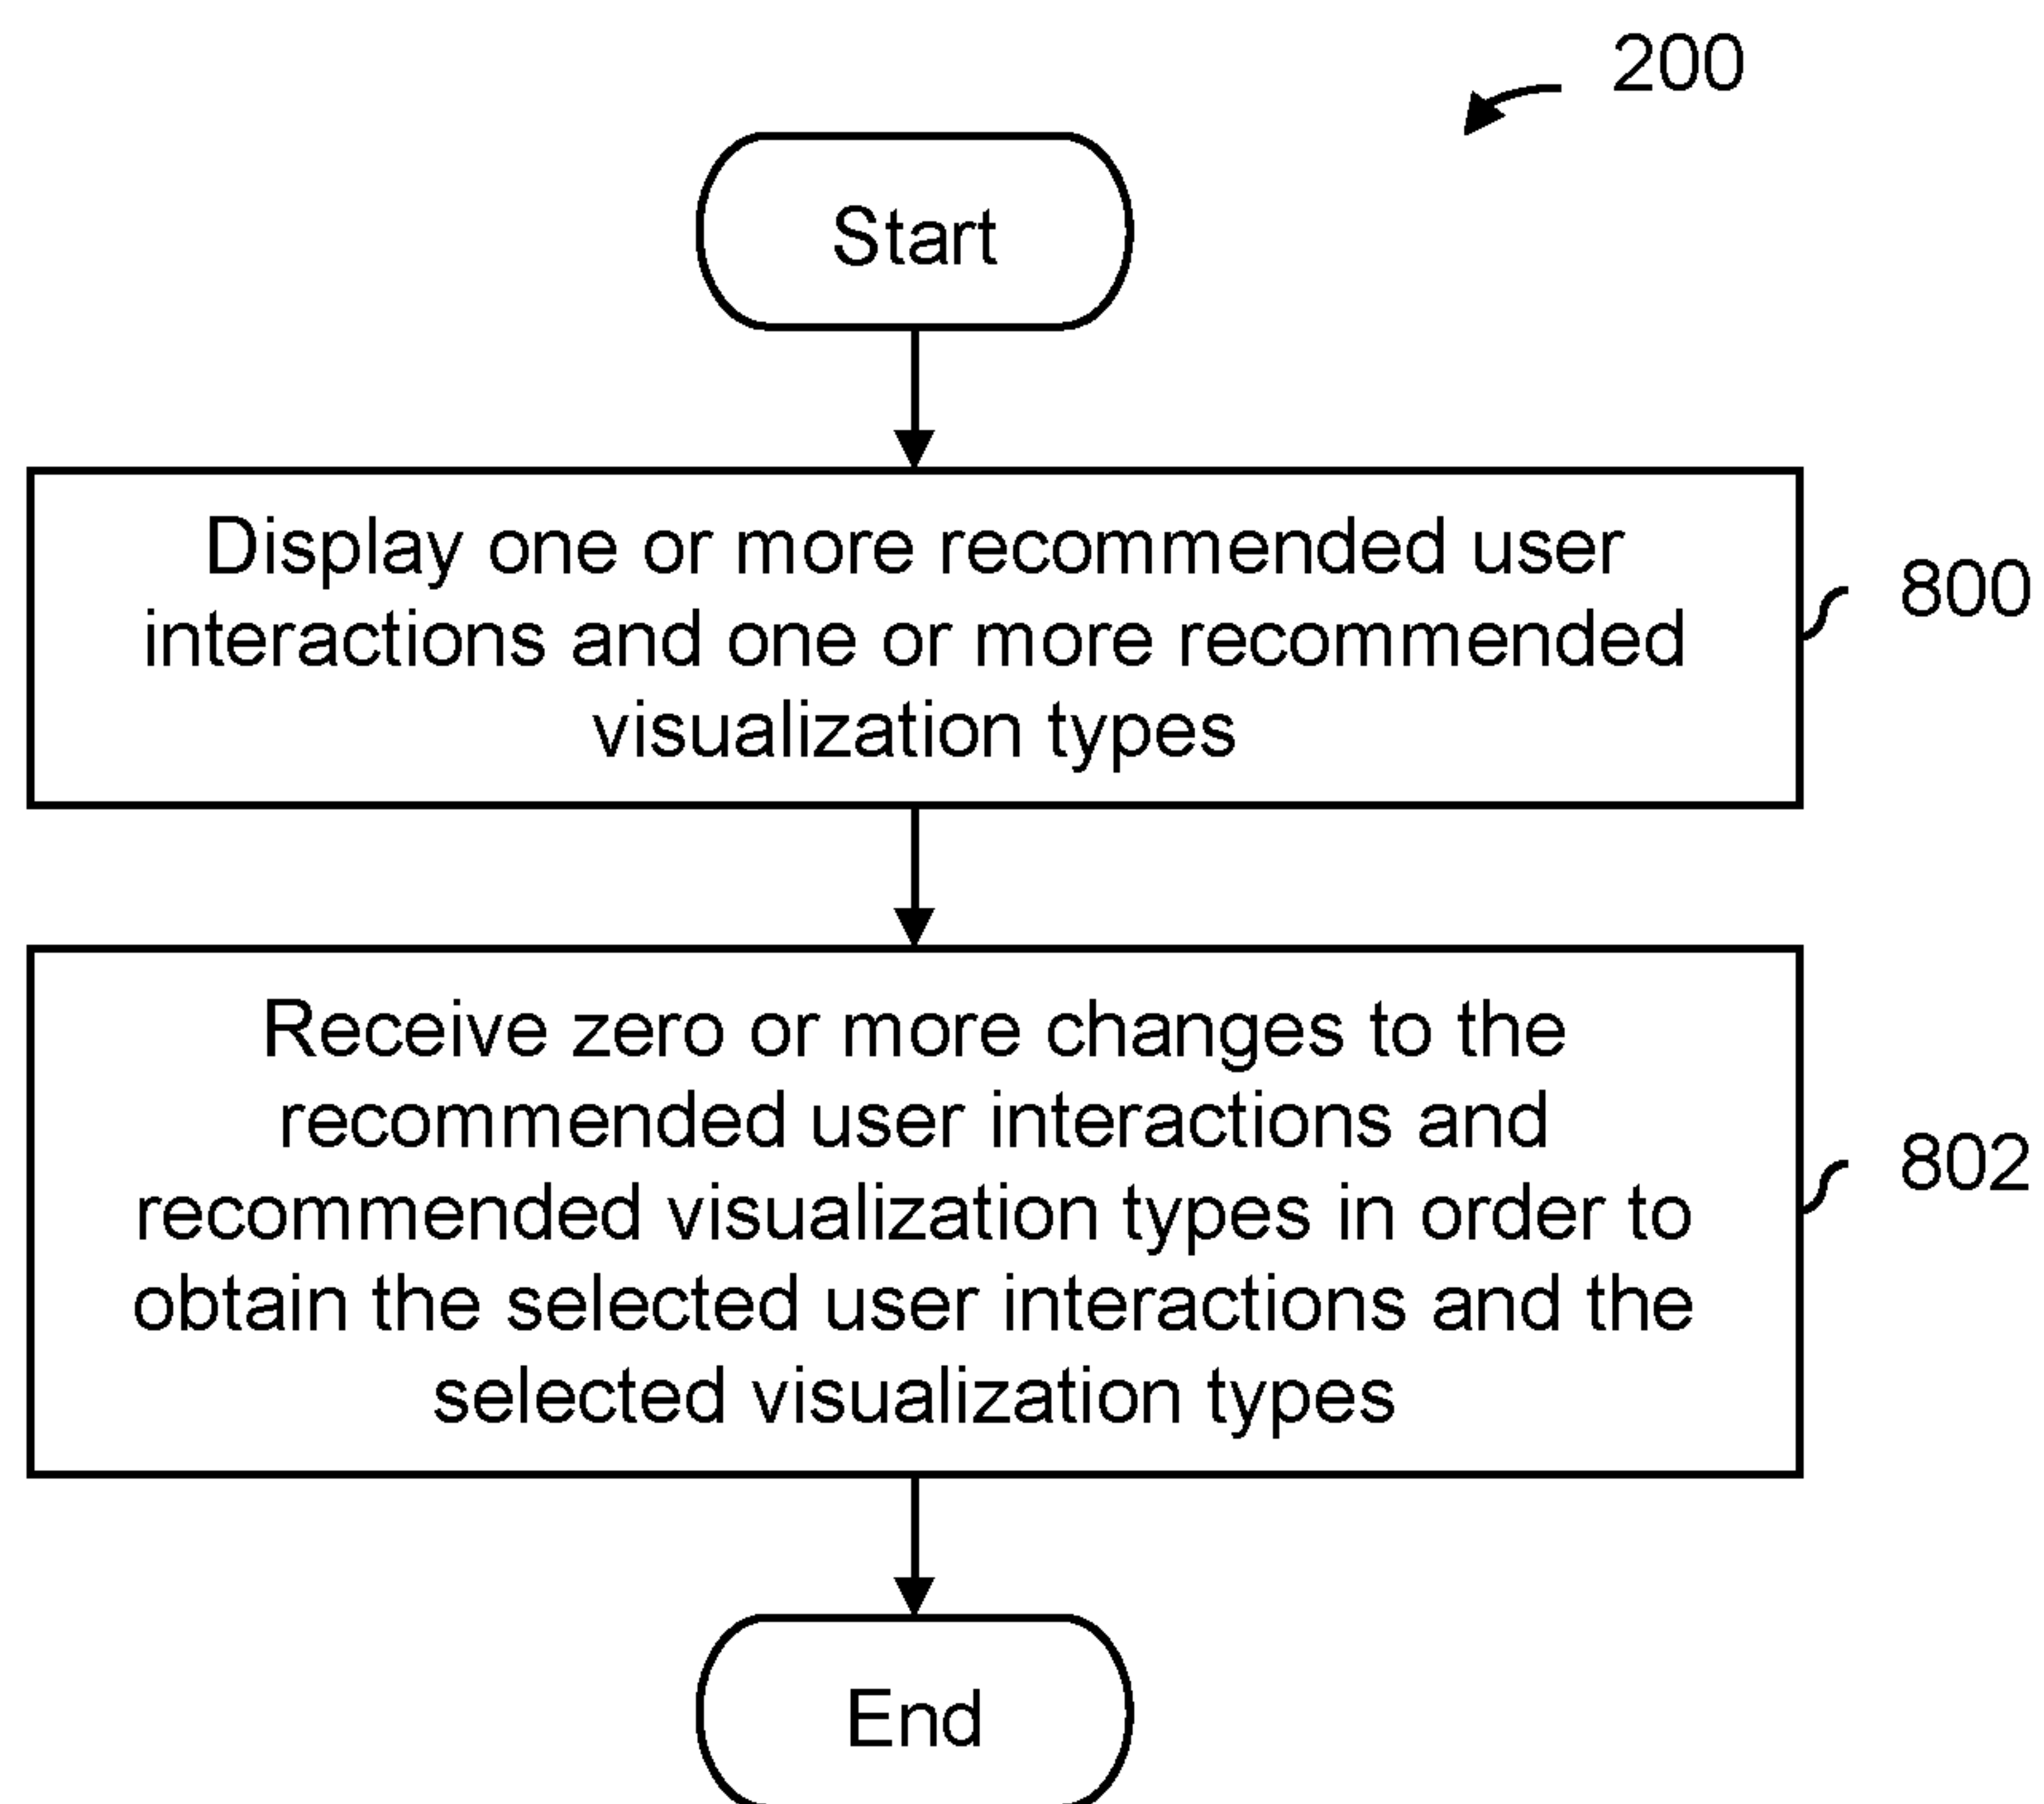 200
Start
Display one or more recommended user
interactions and one or more recommended
visualization types
800
Receive zero or more changes to the
recommended user interactions and
recommended visualization types in order to
obtain the selected user interactions and the
selected visualization types
802
End